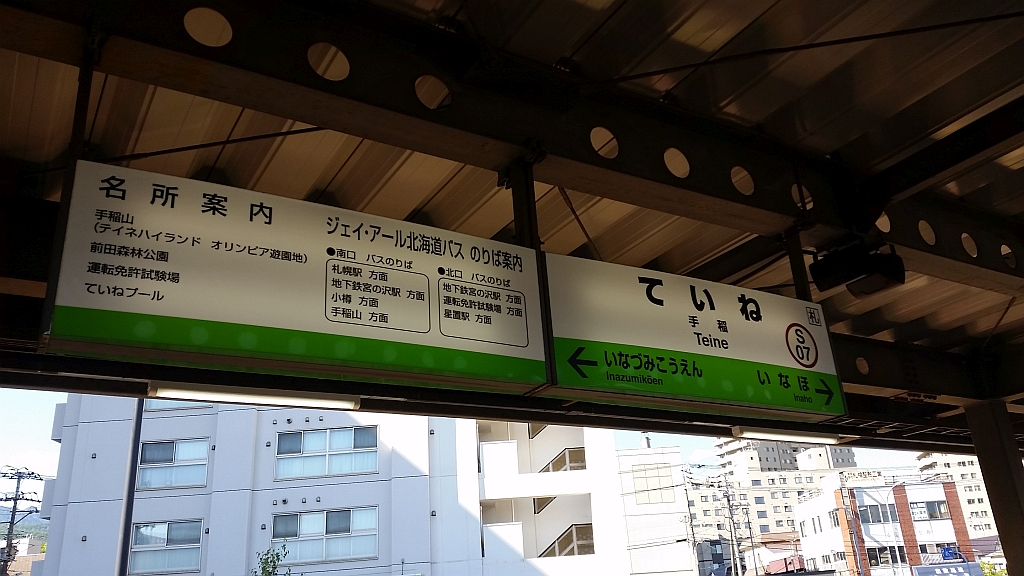 名所案内
手稲山
(テイネハイランド オリンピア遊園地)
前田森林公園
運転免許試験場
ていねプール
ジェイ・アール北海道バス のりば案内
●南口 バスのりば
札幌駅 方面
地下鉄宮の沢駅 方面
小樽 方面
手稲山 方面
●北口 バスのりば
地下鉄宮の沢駅 方面
運転免許試験場 方面
星置駅 方面
ていね
札
手稲
Teine
S
07
← いなづみこうえん
Inazumikōen
いなほ →
Inaho